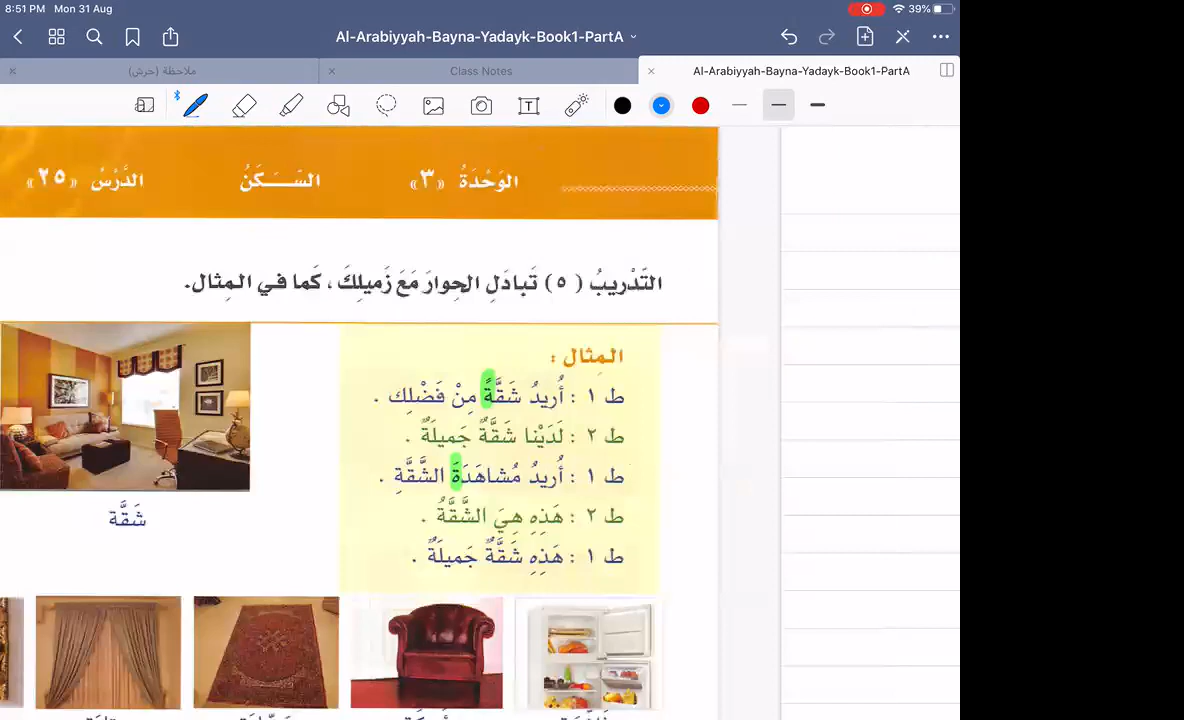 8:51 PM Mon 31 Aug
39%
Al-Arabiyyah-Bayna-Yadayk-Book1-PartA
ملاحظة (حرش)
Class Notes
Al-Arabiyyah-Bayna-Yadayk-Book1-PartA
T
الوَحْدَةُ «٣» السَّـــكَنُ الدَّرْسُ «٢٥»
التَّدْريبُ ( ٥ ) تَبادَلِ الحِوارَ مَعَ زَميلِكَ ، كَما في المِثال.
المِثال :
ط ١ : أُريدُ شَقَّةً مِنْ فَضْلِك .
ط ٢ : لَدَيْنا شَقَّةٌ جَميلَةٌ .
ط ١ : أُريدُ مُشاهَدَةَ الشَّقَّةِ .
ط ٢ : هَذِهِ هِيَ الشَّقَّةُ .
ط ١ : هَذِهِ شَقَّةٌ جَميلَةٌ .
شَقَّة